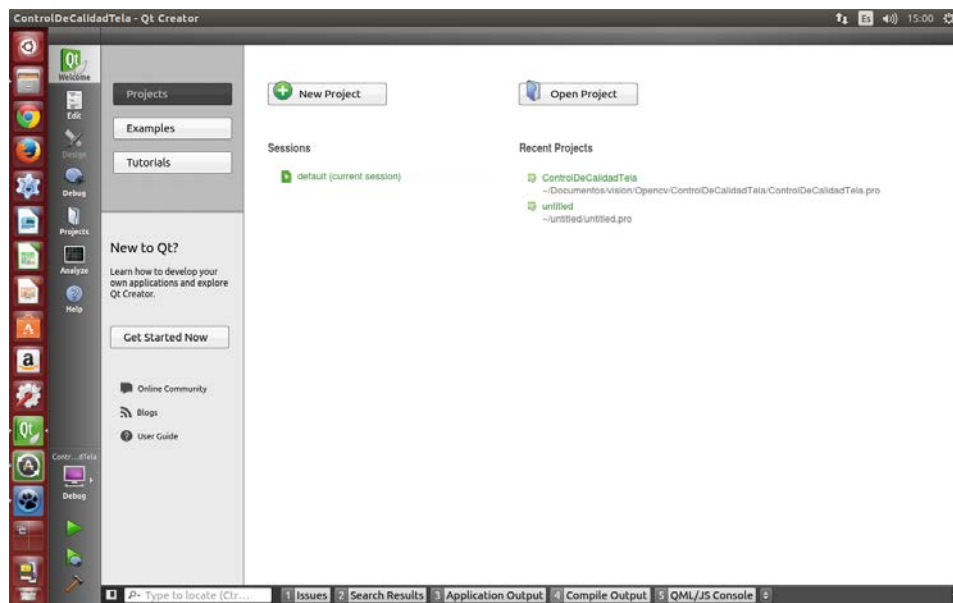 ControlDeCalidadTela - Qt Creator
Es
15:00
Qt
Welcome
Edit
Design
Debug
Projects
Analyze
Help
Contr...dTela
Debug
Projects
Examples
Tutorials
New to Qt?
Learn how to develop your
own applications and explore
Qt Creator.
Get Started Now
Online Community
Blogs
User Guide
New Project
Open Project
Sessions
default (current session)
Recent Projects
ControlDeCalidadTela
~/Documentos/vision/Opencv/ControlDeCalidadTela/ControlDeCalidadTela.pro
untitled
~/untitled/untitled.pro
Type to locate (Ctr...
1 Issues
2 Search Results
3 Application Output
4 Compile Output
5 QML/JS Console